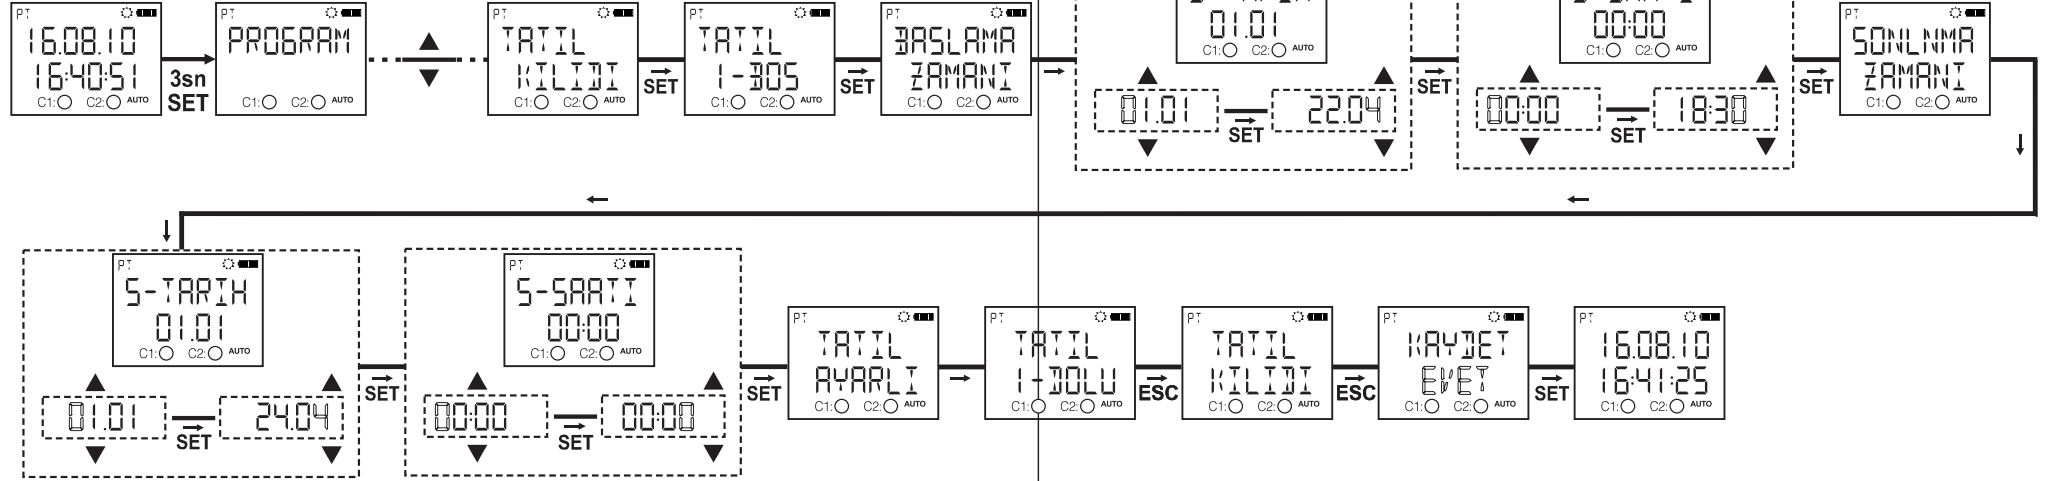 PT
16.08.10
16:40:51
C1: C2: AUTO
3sn
SET
PT
PROGRAM
C1: C2: AUTO
PT
TATIL
KILIDI
C1: C2: AUTO
SET
PT
TATIL
1-BOS
C1: C2: AUTO
SET
PT
BASLAMA
ZAMANI
C1: C2: AUTO
01.01
C1: C2: AUTO
01.01
SET
22.04
SET
00:00
C1: C2: AUTO
00:00
SET
18:30
SET
PT
SONLNMA
ZAMANI
C1: C2: AUTO
PT
S-TARIH
01.01
C1: C2: AUTO
01.01
SET
24.04
SET
PT
S-SAATI
00:00
C1: C2: AUTO
00:00
SET
00:00
SET
PT
TATIL
AYARLI
C1: C2: AUTO
PT
TATIL
1-DOLU
C1: C2: AUTO
ESC
PT
TATIL
KILIDI
C1: C2: AUTO
ESC
PT
KAYDET
EVET
C1: C2: AUTO
SET
PT
16.08.10
16:41:25
C1: C2: AUTO